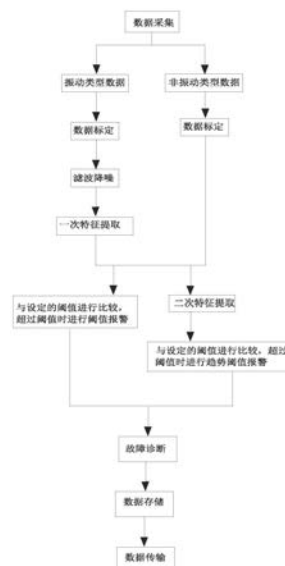 数据采集
振动类型数据
非振动类型数据
数据标定
数据标定
滤波降噪
一次特征提取
与设定的阈值进行比较,
超过阈值时进行阈值报警
二次特征提取
与设定的阈值进行比较,超过
阈值时进行趋势阈值报警
故障诊断
数据存储
数据传输